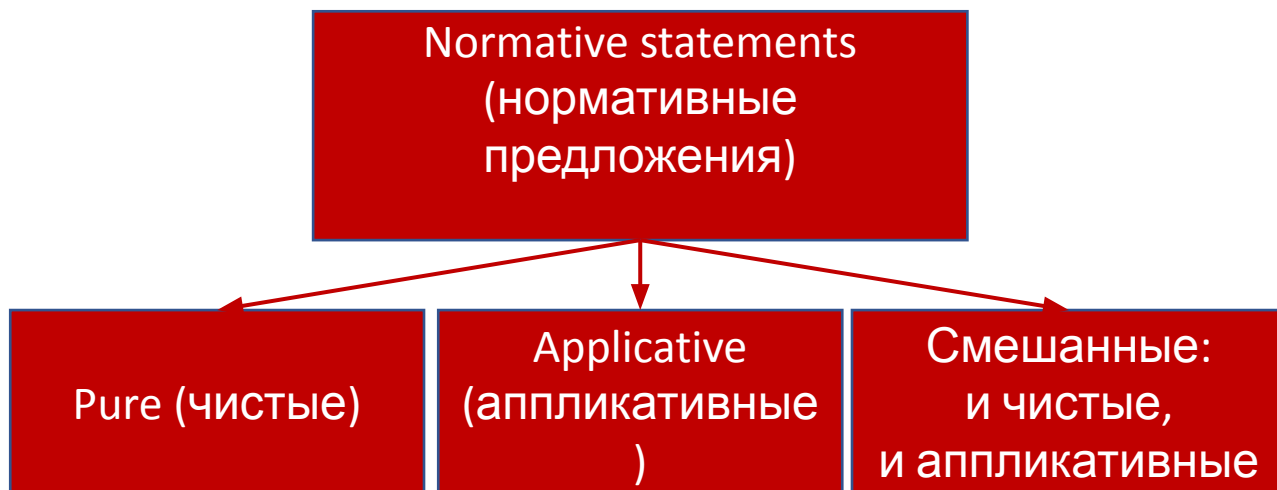 Normative statements
(нормативные
предложения)
Pure (чистые)
Applicative
(аппликативные
)
Смешанные:
и чистые,
и аппликативные